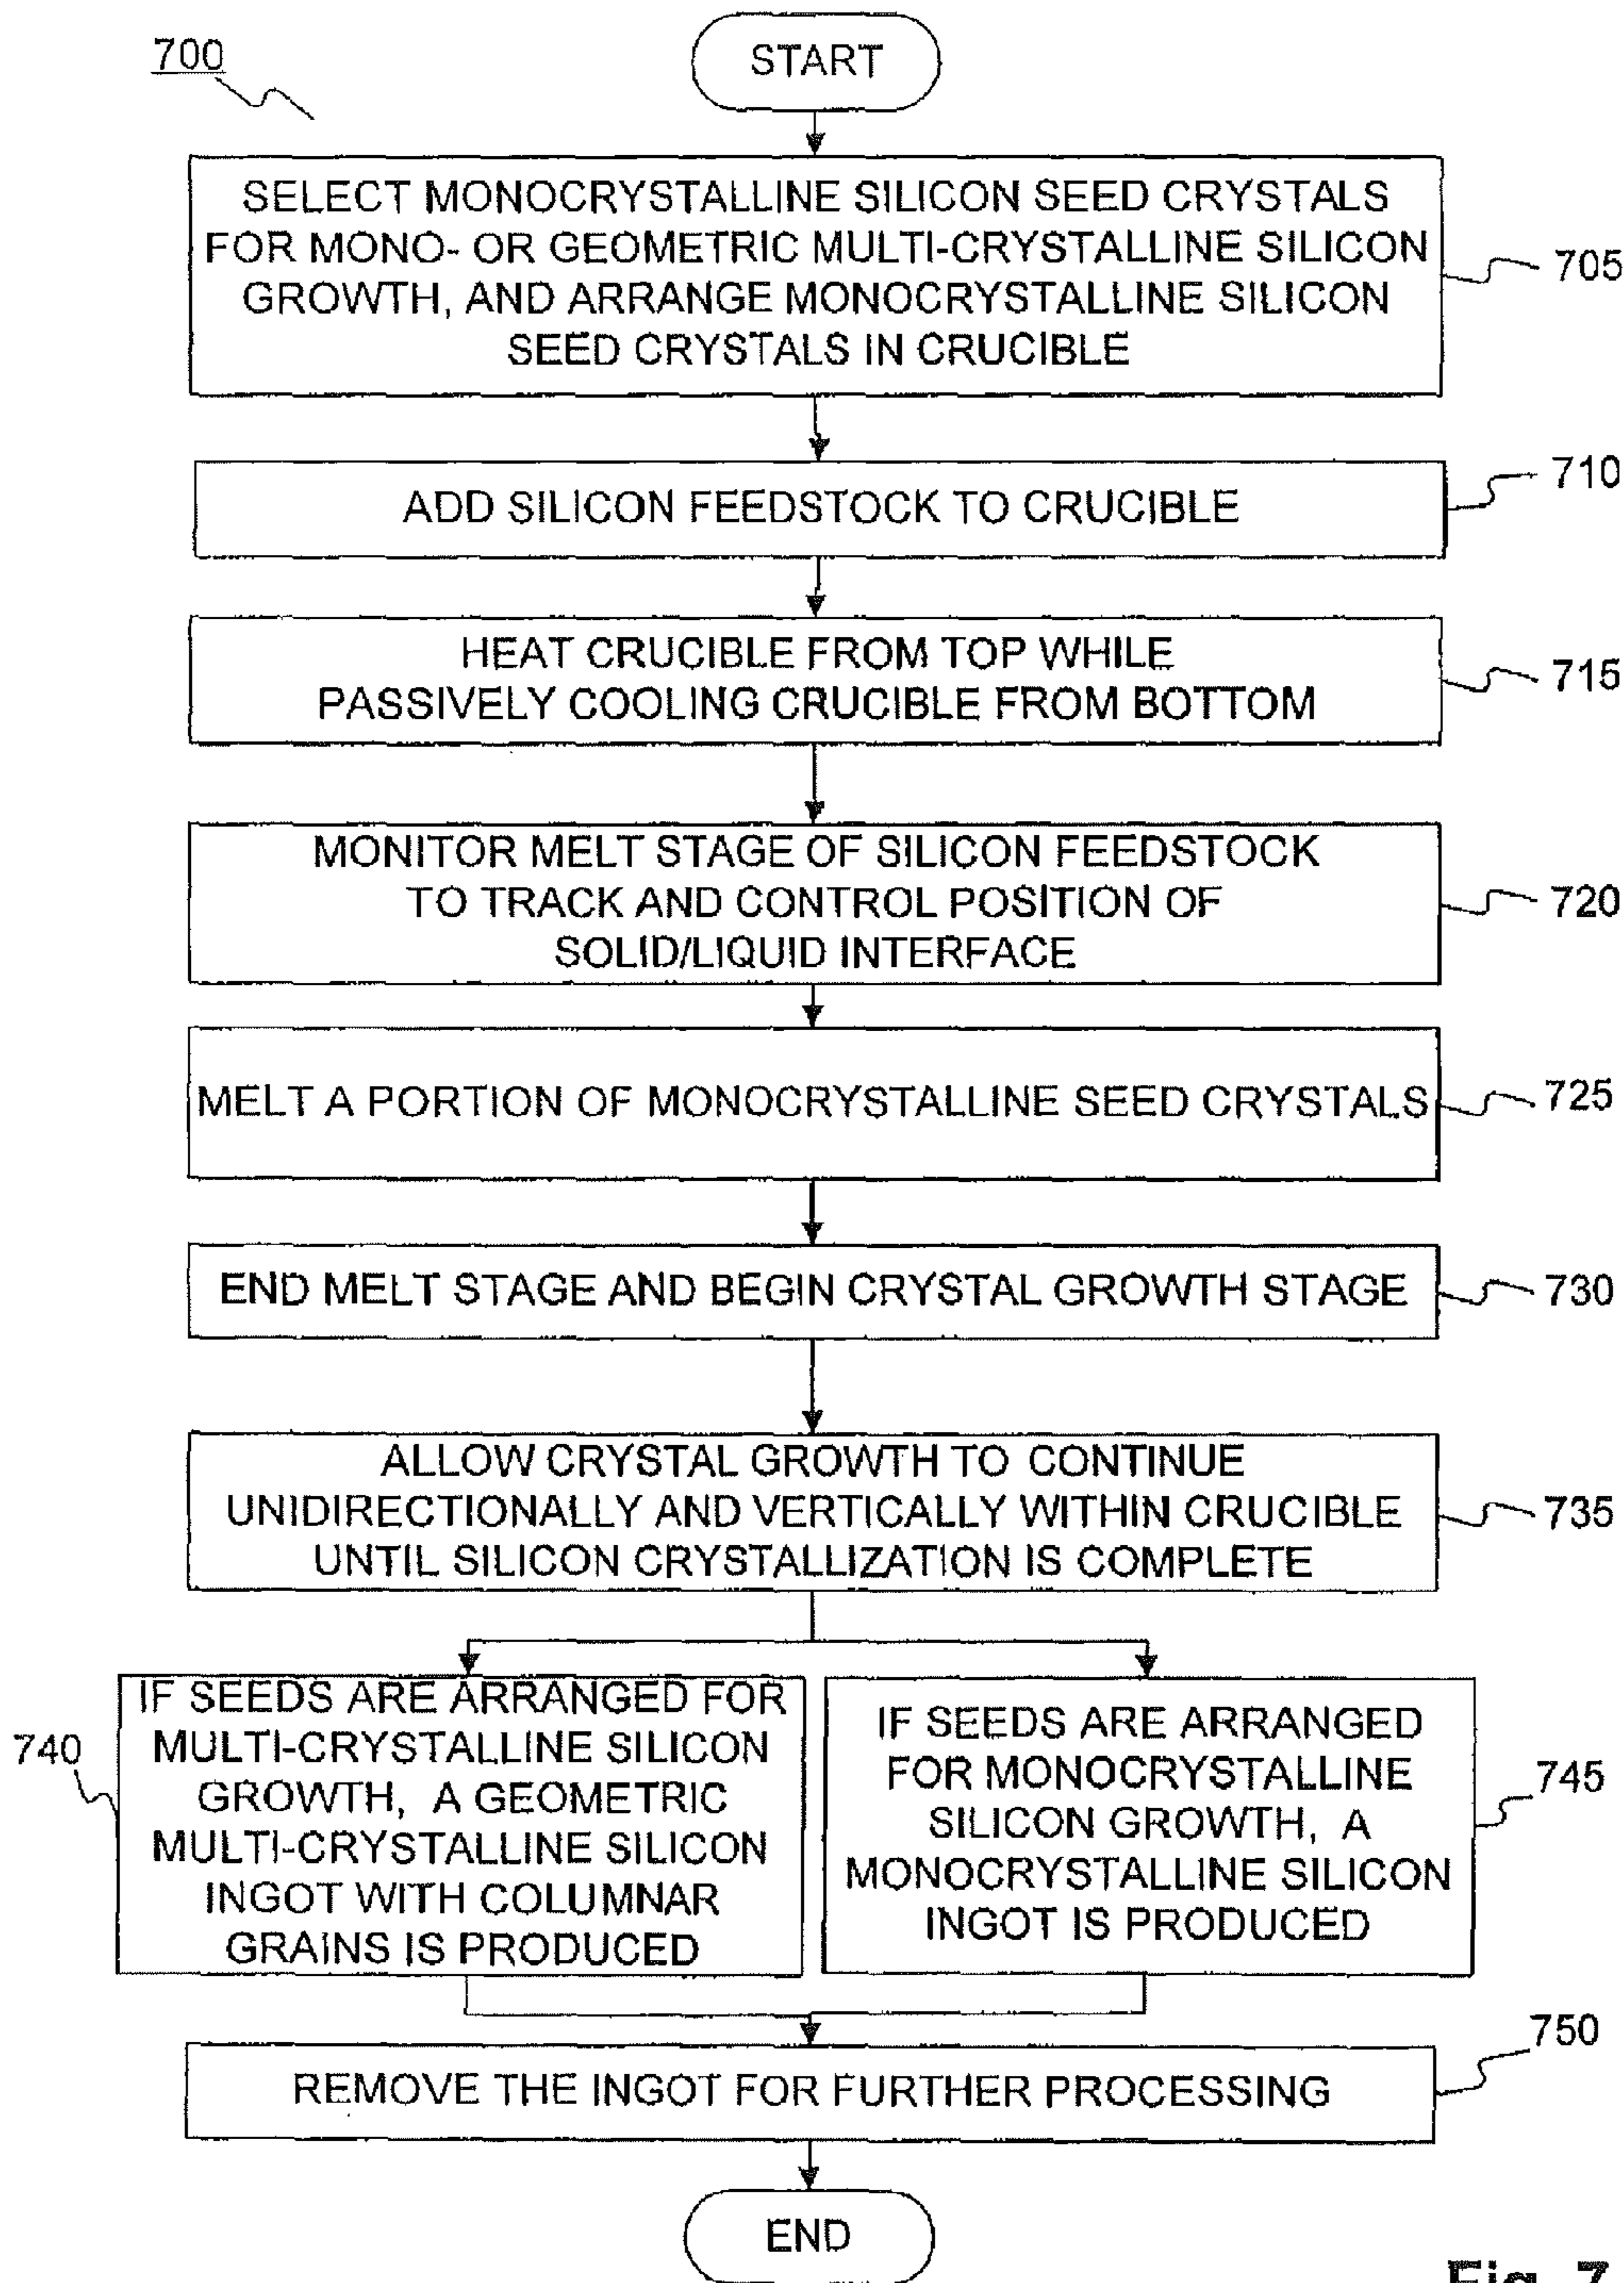 700
START
SELECT MONOCRYSTALLINE SILICON SEED CRYSTALS
FOR MONO- OR GEOMETRIC MULTI-CRYSTALLINE SILICON
GROWTH, AND ARRANGE MONOCRYSTALLINE SILICON
SEED CRYSTALS IN CRUCIBLE
705
ADD SILICON FEEDSTOCK TO CRUCIBLE
710
HEAT CRUCIBLE FROM TOP WHILE
PASSIVELY COOLING CRUCIBLE FROM BOTTOM
715
MONITOR MELT STAGE OF SILICON FEEDSTOCK
TO TRACK AND CONTROL POSITION OF
SOLID/LIQUID INTERFACE
720
MELT A PORTION OF MONOCRYSTALLINE SEED CRYSTALS
725
END MELT STAGE AND BEGIN CRYSTAL GROWTH STAGE
730
ALLOW CRYSTAL GROWTH TO CONTINUE
UNIDIRECTIONALLY AND VERTICALLY WITHIN CRUCIBLE
UNTIL SILICON CRYSTALLIZATION IS COMPLETE
735
740
IF SEEDS ARE ARRANGED FOR
MULTI-CRYSTALLINE SILICON
GROWTH, A GEOMETRIC
MULTI-CRYSTALLINE SILICON
INGOT WITH COLUMNAR
GRAINS IS PRODUCED
IF SEEDS ARE ARRANGED
FOR MONOCRYSTALLINE
SILICON GROWTH, A
MONOCRYSTALLINE SILICON
INGOT IS PRODUCED
745
REMOVE THE INGOT FOR FURTHER PROCESSING
750
END
Fig. 7